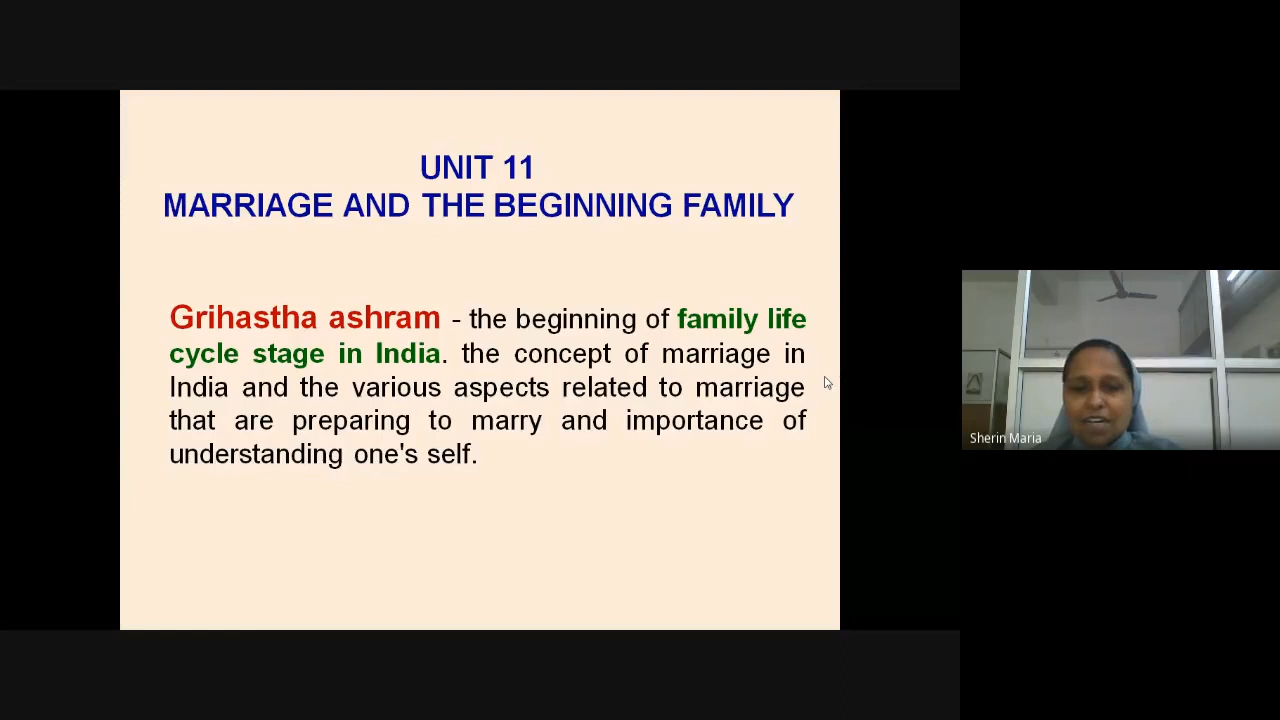 UNIT 11
MARRIAGE AND THE BEGINNING FAMILY
Grihastha ashram - the beginning of family life
cycle stage in India. the concept of marriage in
India and the various aspects related to marriage
that are preparing to marry and importance of
understanding one's self.
Sherin Maria